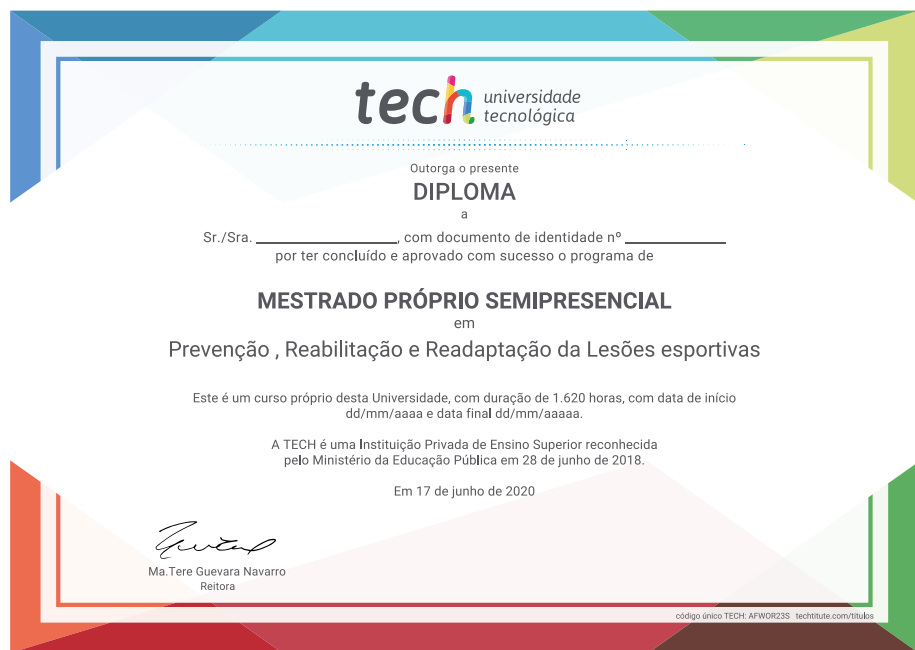 tech universidade
tecnológica
Outorga o presente
DIPLOMA
a
Sr./Sra. ____________________, com documento de identidade nº ______________
por ter concluído e aprovado com sucesso o programa de
MESTRADO PRÓPRIO SEMIPRESENCIAL
em
Prevenção , Reabilitação e Readaptação da Lesões esportivas
Este é um curso próprio desta Universidade, com duração de 1.620 horas, com data de início
dd/mm/aaaa e data final dd/mm/aaaaa.
A TECH é uma Instituição Privada de Ensino Superior reconhecida
pelo Ministério da Educação Pública em 28 de junho de 2018.
Em 17 de junho de 2020
Ma.Tere Guevara Navarro
Reitora
código único TECH: AFWOR23S techtitute.com/titulos